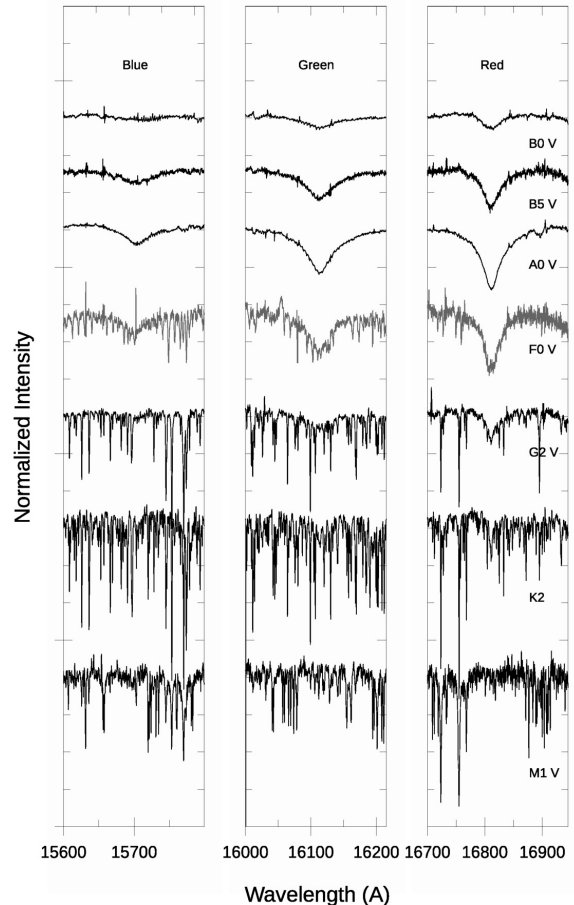 Blue Green Red
B0 V
B5 V
A0 V
F0 V
G2 V
K2
M1 V
Normalized Intensity
15600 15700 16000 16100 16200 16700 16800 16900
Wavelength (A)